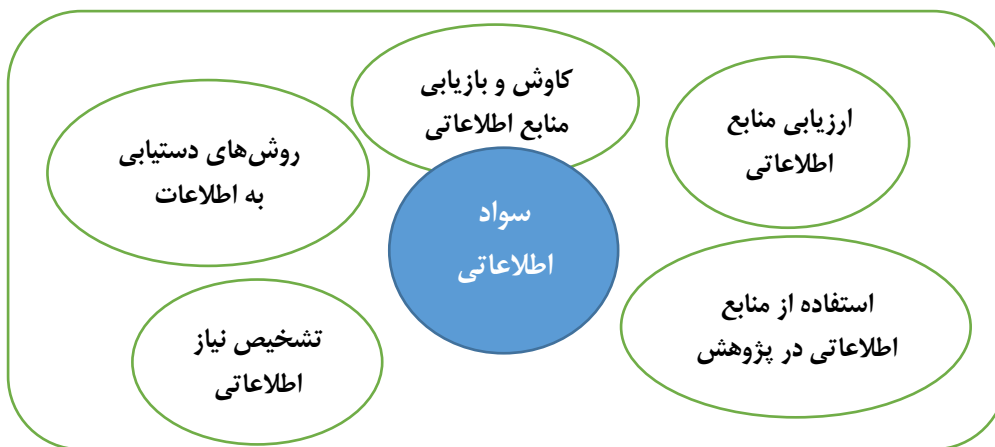 کاوش و بازیابی
منابع اطلاعاتی
ارزیابی منابع
اطلاعاتی
روش‌های دستیابی
به اطلاعات
سواد
اطلاعاتی
استفاده از منابع
اطلاعاتی در پژوهش
تشخیص نیاز
اطلاعاتی